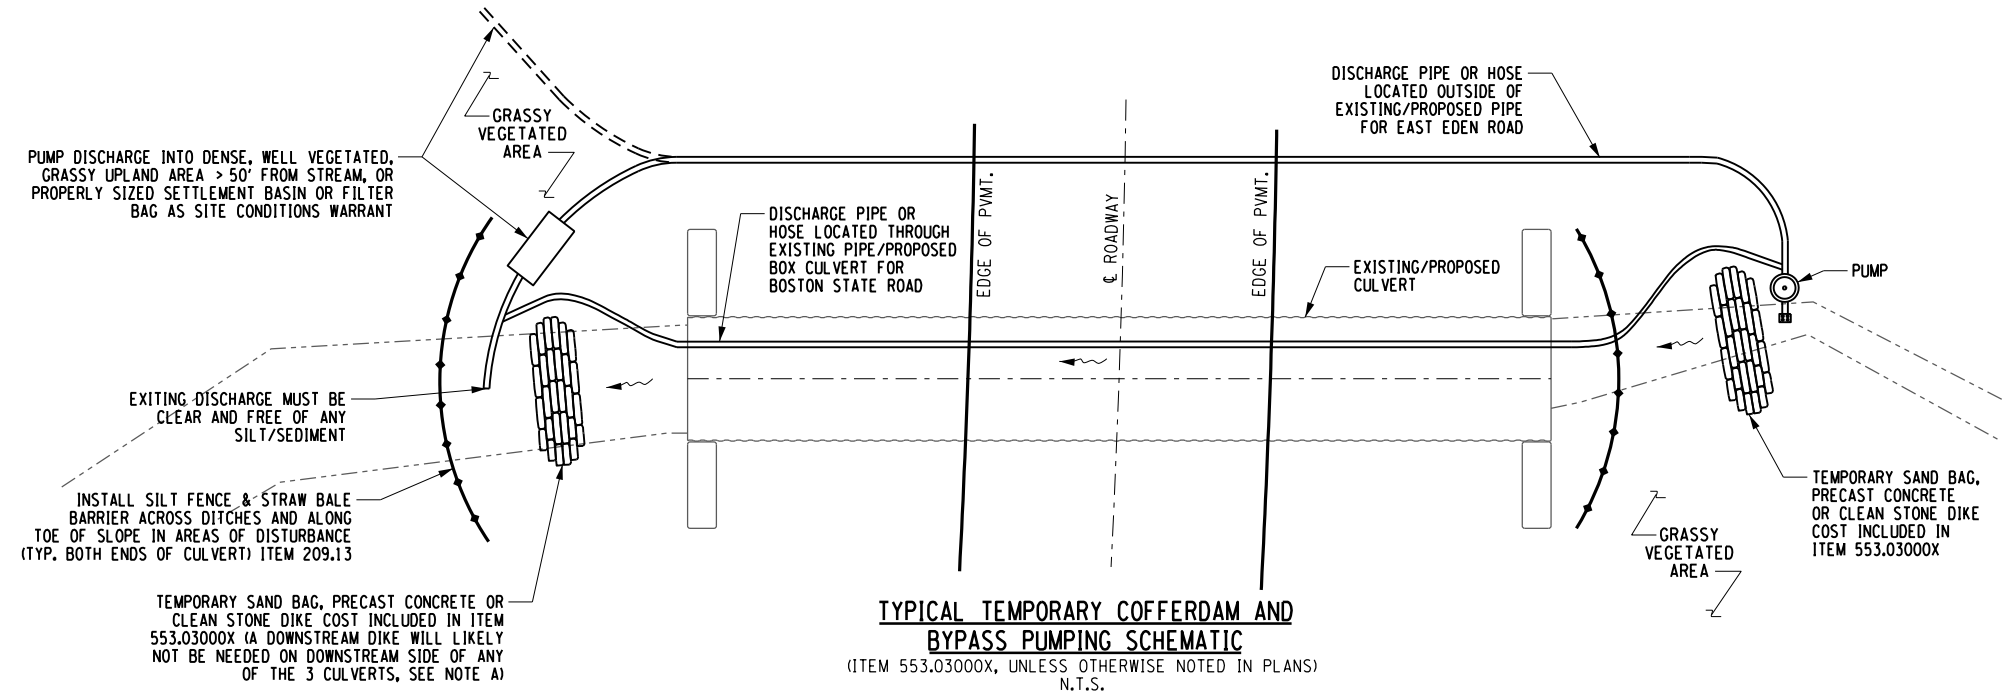 DISCHARGE PIPE OR HOSE
LOCATED OUTSIDE OF
EXISTING/PROPOSED PIPE
FOR EAST EDEN ROAD
GRASSY
VEGETATED
AREA
PUMP DISCHARGE INTO DENSE, WELL VEGETATED,
GRASSY UPLAND AREA > 50' FROM STREAM, OR
PROPERLY SIZED SETTLEMENT BASIN OR FILTER
BAG AS SITE CONDITIONS WARRANT
DISCHARGE PIPE OR
HOSE LOCATED THROUGH
EXISTING PIPE/PROPOSED
BOX CULVERT FOR
BOSTON STATE ROAD
EDGE OF PVMT.
℄ ROADWAY
EDGE OF PVMT.
EXISTING/PROPOSED
CULVERT
PUMP
EXITING DISCHARGE MUST BE
CLEAR AND FREE OF ANY
SILT/SEDIMENT
INSTALL SILT FENCE & STRAW BALE
BARRIER ACROSS DITCHES AND ALONG
TOE OF SLOPE IN AREAS OF DISTURBANCE
(TYP. BOTH ENDS OF CULVERT) ITEM 209.13
TEMPORARY SAND BAG,
PRECAST CONCRETE
OR CLEAN STONE DIKE
COST INCLUDED IN
ITEM 553.03000X
GRASSY
VEGETATED
AREA
TEMPORARY SAND BAG, PRECAST CONCRETE OR
CLEAN STONE DIKE COST INCLUDED IN ITEM
553.03000X (A DOWNSTREAM DIKE WILL LIKELY
NOT BE NEEDED ON DOWNSTREAM SIDE OF ANY
OF THE 3 CULVERTS, SEE NOTE A)
TYPICAL TEMPORARY COFFERDAM AND
BYPASS PUMPING SCHEMATIC
(ITEM 553.03000X, UNLESS OTHERWISE NOTED IN PLANS)
N.T.S.